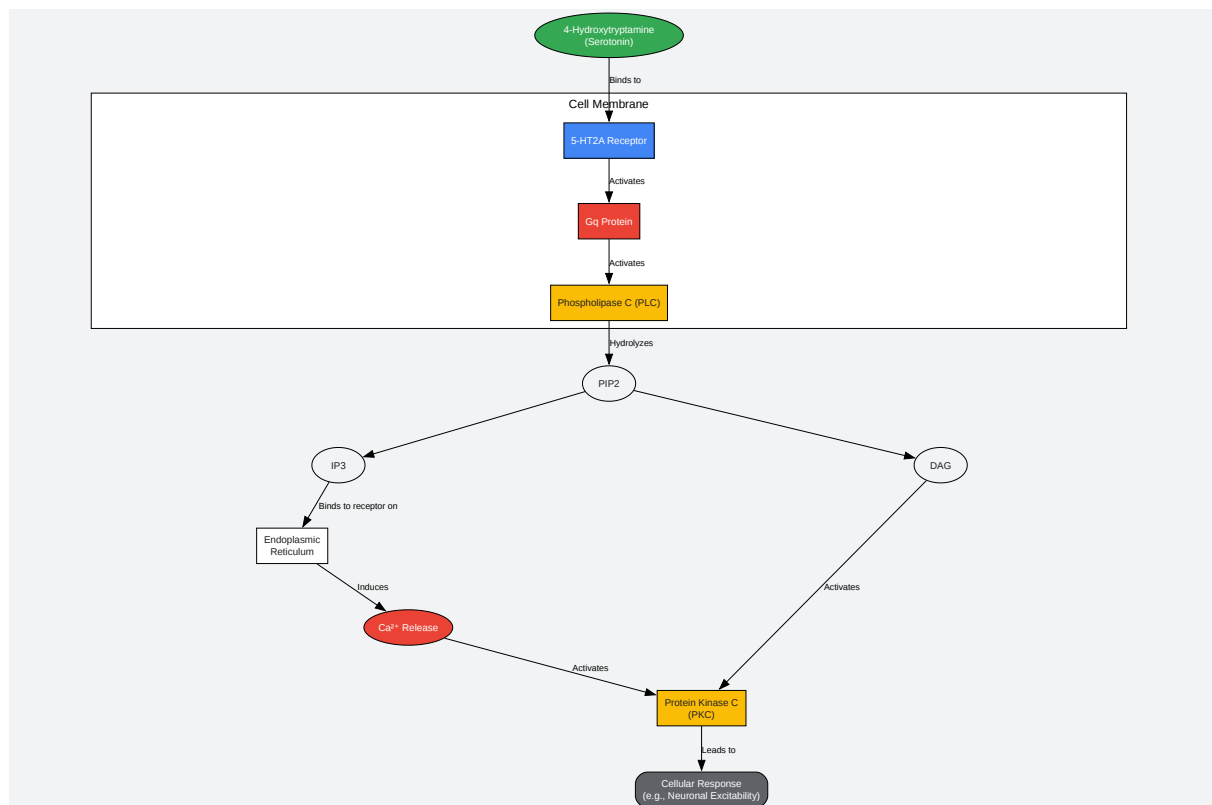 4-Hydroxytryptamine
(Serotonin)
Binds to
Cell Membrane
5-HT2A Receptor
Activates
Gq Protein
Activates
Phospholipase C (PLC)
Hydrolyzes
PIP2
IP3
DAG
Binds to receptor on
Endoplasmic
Reticulum
Induces
Activates
Ca²⁺ Release
Activates
Protein Kinase C
(PKC)
Leads to
Cellular Response
(e.g., Neuronal Excitability)